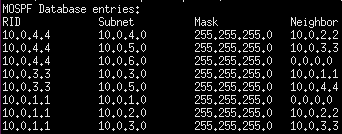 MOSPF Database entries:
RID Subnet Mask Neighbor
10.0.4.4 10.0.4.0 255.255.255.0 10.0.2.2
10.0.4.4 10.0.5.0 255.255.255.0 10.0.3.3
10.0.4.4 10.0.6.0 255.255.255.0 0.0.0.0
10.0.3.3 10.0.3.0 255.255.255.0 10.0.1.1
10.0.3.3 10.0.5.0 255.255.255.0 10.0.4.4
10.0.1.1 10.0.1.0 255.255.255.0 0.0.0.0
10.0.1.1 10.0.2.0 255.255.255.0 10.0.2.2
10.0.1.1 10.0.3.0 255.255.255.0 10.0.3.3